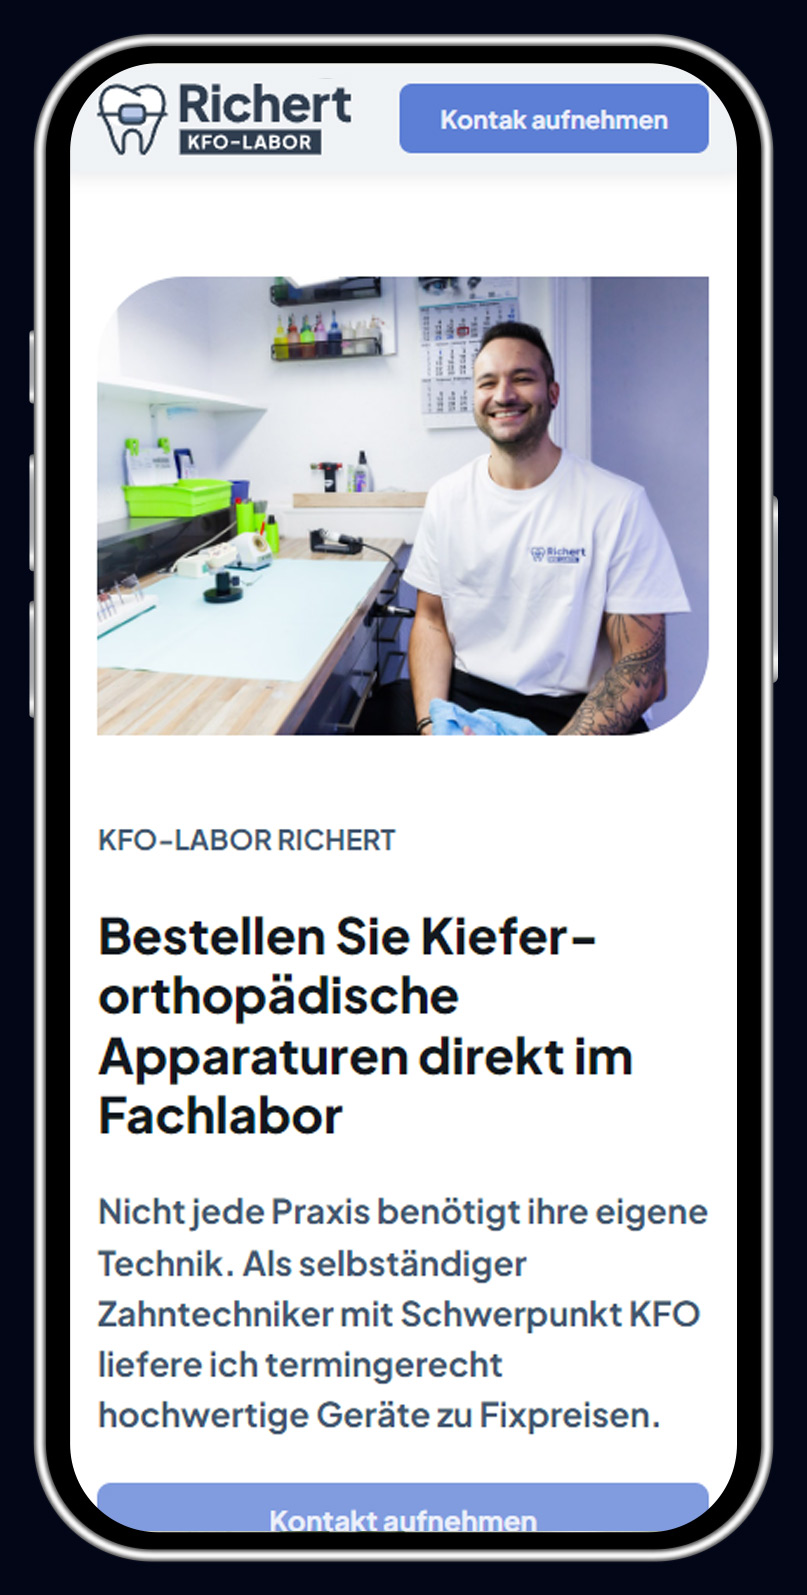 Richert
KFO-LABOR
Kontak aufnehmen
Richert
KFO-LABOR RICHERT
Bestellen Sie Kiefer-
orthopädische
Apparaturen direkt im
Fachlabor
Nicht jede Praxis benötigt ihre eigene
Technik. Als selbständiger
Zahntechniker mit Schwerpunkt KFO
liefere ich termingerecht
hochwertige Geräte zu Fixpreisen.
Kontakt aufnehmen